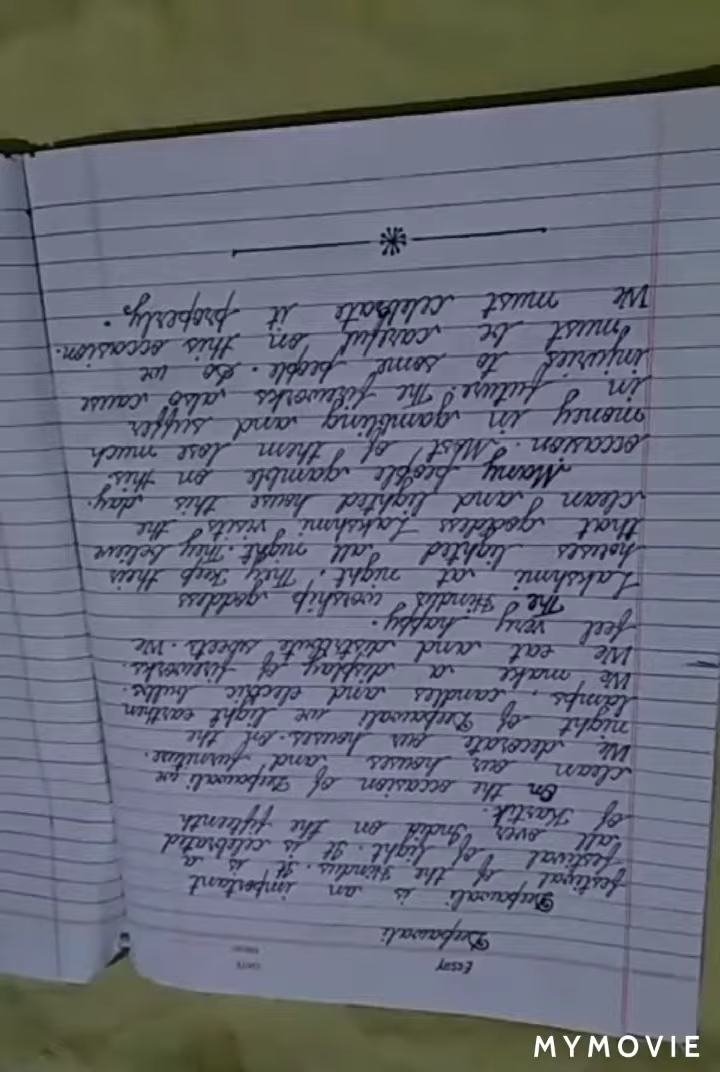 Essay
DATE
Deepawali
Deepawali is an important
festival of the Hindus. It is a
festival of light. It is celebrated
all over India on the fifteenth
of Kartik.
On the occasion of Deepawali we
clean our houses and furniture.
We decorate our houses. on the
night of Deepawali we light earthen
lamps, candles and electric bulbs.
We make a display of fireworks.
We eat and distribute sweets. We
feel very happy.
The Hindus worship goddess
Lakshmi at night. They keep their
houses lighted all night. They believe
that goddess Lakshmi visits the
clean and lighted house this day.
Many people gamble on this
occasion. Most of them lose much
money in gambling and suffer
in future. The fireworks also cause
injuries to some people. So we
must be careful on this occasion.
We must celebrate it properly.
MYMOVIE